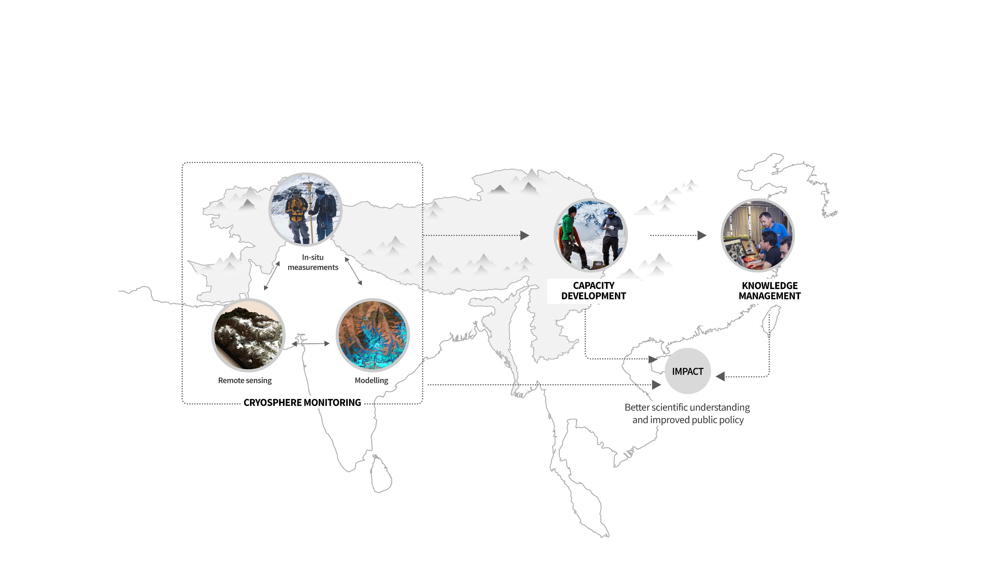 In-situ
measurements
Remote sensing
Modelling
CRYOSPHERE MONITORING
CAPACITY
DEVELOPMENT
KNOWLEDGE
MANAGEMENT
IMPACT
Better scientific understanding
and improved public policy